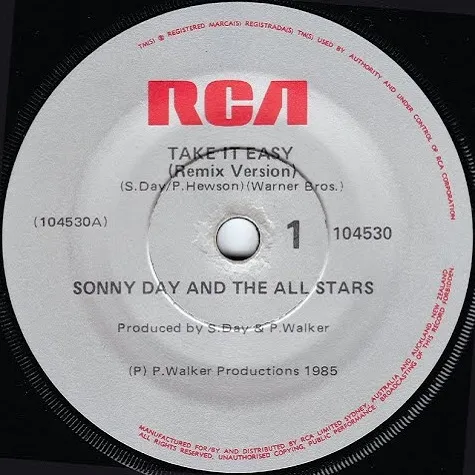 TM(S) ® REGISTERED MARCA(S) REGISTRADA(S) TM(S) USED BY AUTHORITY AND UNDER CONTROL OF RCA CORPORATION
RCA
TAKE IT EASY
(Remix Version)
(S.Day/P.Hewson)(Warner Bros.)
(104530A)
1
104530
SONNY DAY AND THE ALL STARS
Produced by S.Day & P.Walker
(P) P.Walker Productions 1985
MANUFACTURED FOR/BY AND DISTRIBUTED BY RCA LIMITED SYDNEY, AUSTRALIA AND AUCKLAND, NEW ZEALAND
ALL RIGHTS RESERVED, UNAUTHORISED COPYING, PUBLIC PERFORMANCE BROADCASTING OF THIS RECORD FORBIDDEN.